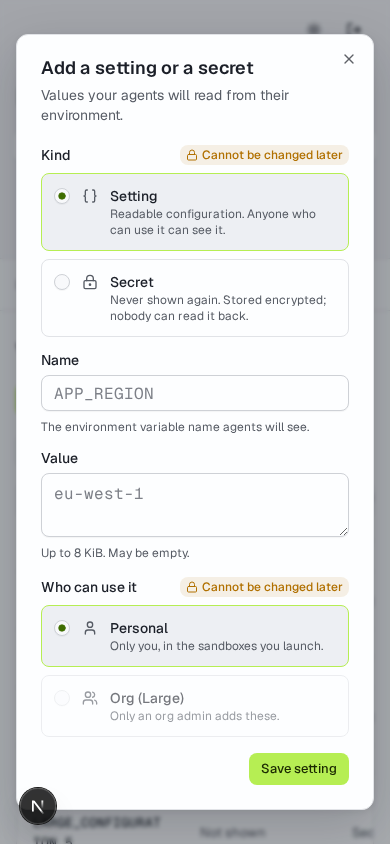 Add a setting or a secret
Values your agents will read from their
environment.
Kind
Cannot be changed later
Setting
Readable configuration. Anyone who
can use it can see it.
Secret
Never shown again. Stored encrypted;
nobody can read it back.
Name
APP_REGION
The environment variable name agents will see.
Value
eu-west-1
Up to 8 KiB. May be empty.
Who can use it
Cannot be changed later
Personal
Only you, in the sandboxes you launch.
Org (Large)
Only an org admin adds these.
Save setting
N
Not shown